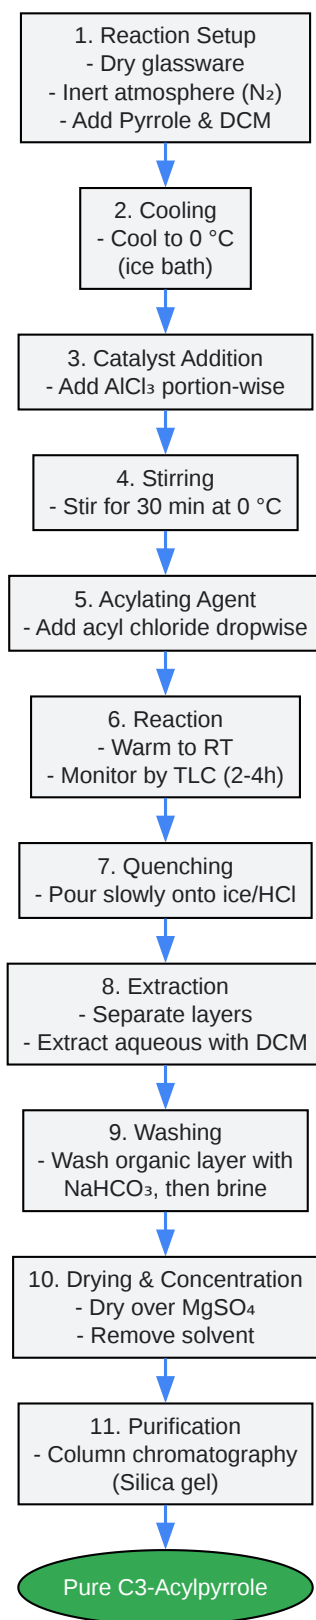 1. Reaction Setup
- Dry glassware
- Inert atmosphere (N₂)
- Add Pyrrole & DCM
2. Cooling
- Cool to 0 °C
(ice bath)
3. Catalyst Addition
- Add AlCl₃ portion-wise
4. Stirring
- Stir for 30 min at 0 °C
5. Acylating Agent
- Add acyl chloride dropwise
6. Reaction
- Warm to RT
- Monitor by TLC (2-4h)
7. Quenching
- Pour slowly onto ice/HCl
8. Extraction
- Separate layers
- Extract aqueous with DCM
9. Washing
- Wash organic layer with
NaHCO₃, then brine
10. Drying & Concentration
- Dry over MgSO₄
- Remove solvent
11. Purification
- Column chromatography
(Silica gel)
Pure C3-Acylpyrrole